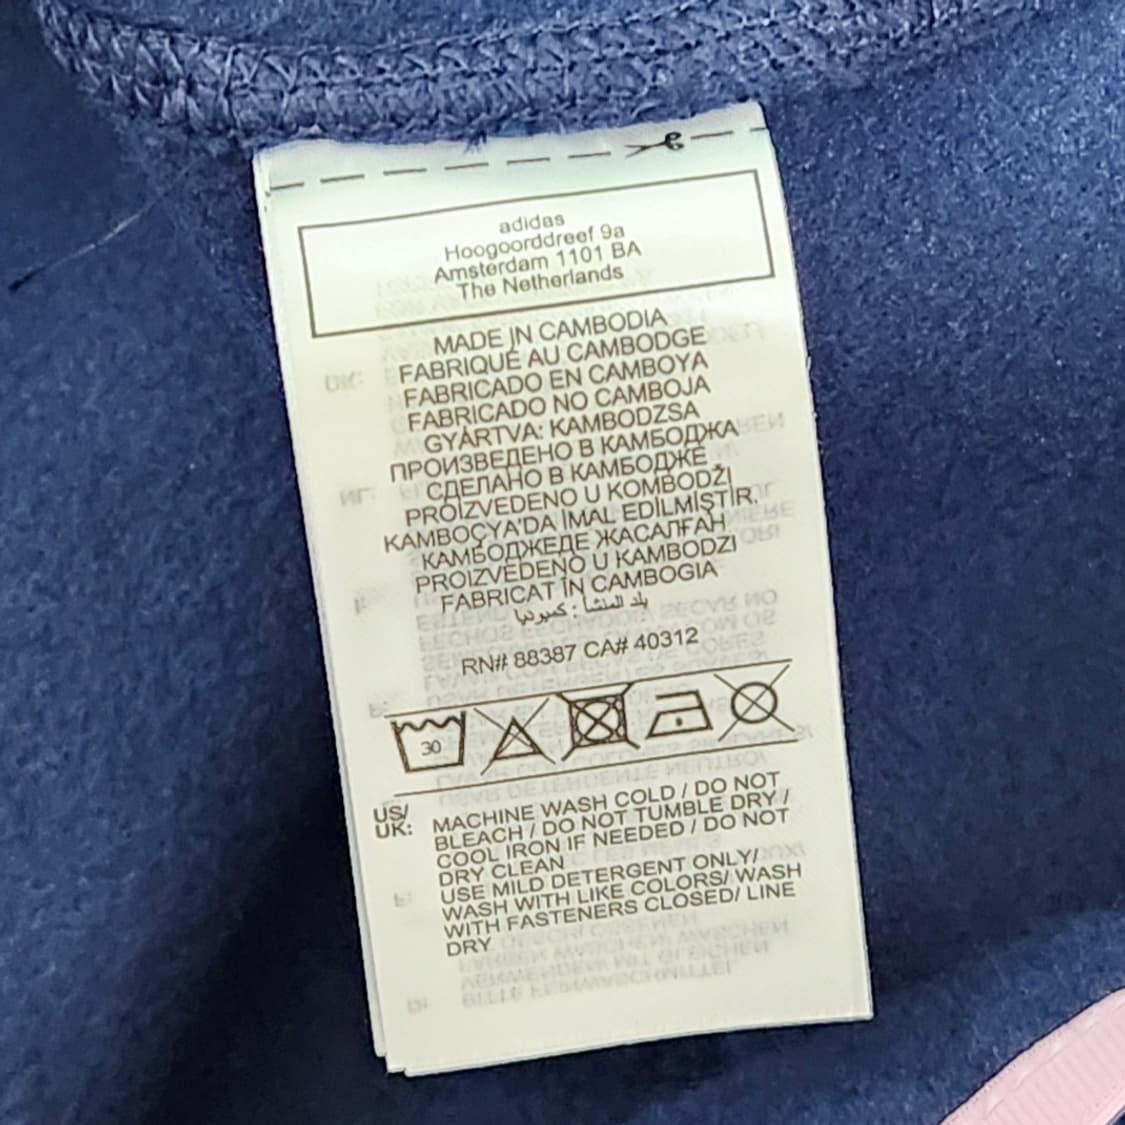 adidas
Hoogoorddreef 9a
Amsterdam 1101 BA
The Netherlands
MADE IN CAMBODIA
FABRIQUÉ AU CAMBODGE
FABRICADO EN CAMBOYA
FABRICADO NO CAMBOJA
GYÁRTVA: KAMBODZSA
ПРОИЗВЕДЕНО В КАМБОДЖА
СДЕЛАНО В КАМБОДЖЕ
PROIZVEDENO U KOMBODŽI
KAMBOÇYA'DA İMAL EDİLMİŞTİR.
КАМБОДЖЕДЕ ЖАСАЛҒАН
PROIZVEDENO U KAMBODZI
FABRICAT ÎN CAMBOGIA
بلد المنشأ : كمبوديا
RN# 88387 CA# 40312
30
US/
UK:
MACHINE WASH COLD / DO NOT
BLEACH / DO NOT TUMBLE DRY /
COOL IRON IF NEEDED / DO NOT
DRY CLEAN
USE MILD DETERGENT ONLY/
WASH WITH LIKE COLORS/ WASH
WITH FASTENERS CLOSED/ LINE
DRY